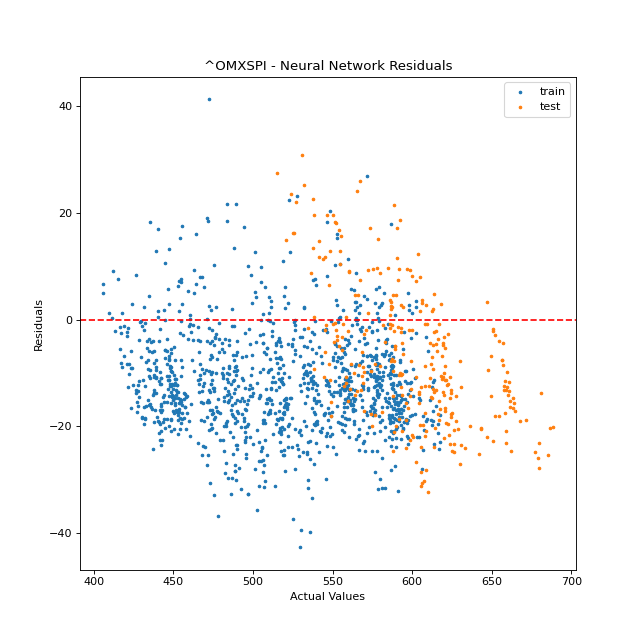 ^OMXSPI - Neural Network Residuals
train
test
40
20
0
−20
−40
Residuals
400 450 500 550 600 650 700
Actual Values